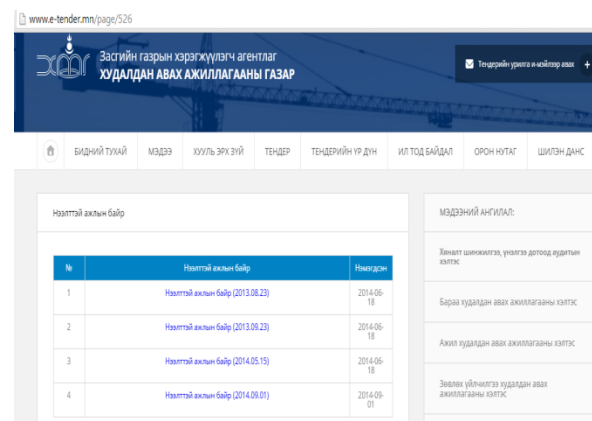 www.e-tender.mn/page/526
Засгийн газрын хэрэгжүүлэгч агентлаг
ХУДАЛДАН АВАХ АЖИЛЛАГААНЫ ГАЗАР
Тендерийн урилга и-мэйлээр авах +
БИДНИЙ ТУХАЙ МЭДЭЭ ХУУЛЬ ЭРХ ЗҮЙ ТЕНДЕР ТЕНДЕРИЙН ҮР ДҮН ИЛ ТОД БАЙДАЛ ОРОН НУТАГ ШИЛЭН ДАНС
Нээлттэй ажлын байр
№ Нээлттэй ажлын байр Нэмэгдсэн
1 Нээлттэй ажлын байр (2013.08.23) 2014-06-
18
2 Нээлттэй ажлын байр (2013.09.23) 2014-06-
18
3 Нээлттэй ажлын байр (2014.05.15) 2014-06-
18
4 Нээлттэй ажлын байр (2014.09.01) 2014-09-
01
МЭДЭЭНИЙ АНГИЛАЛ:
Хяналт шинжилгээ, үнэлгээ дотоод аудитын
хэлтэс
Бараа худалдан авах ажиллагааны хэлтэс
Ажил худалдан авах ажиллагааны хэлтэс
Зөвлөх үйлчилгээ худалдан авах
ажиллагааны хэлтэс